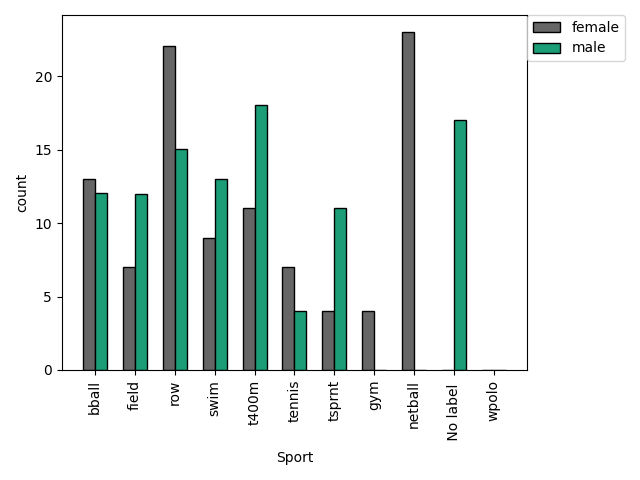 female
male
20
15
10
5
0
count
bball
field
row
swim
t400m
tennis
tsprnt
gym
netball
No label
wpolo
Sport